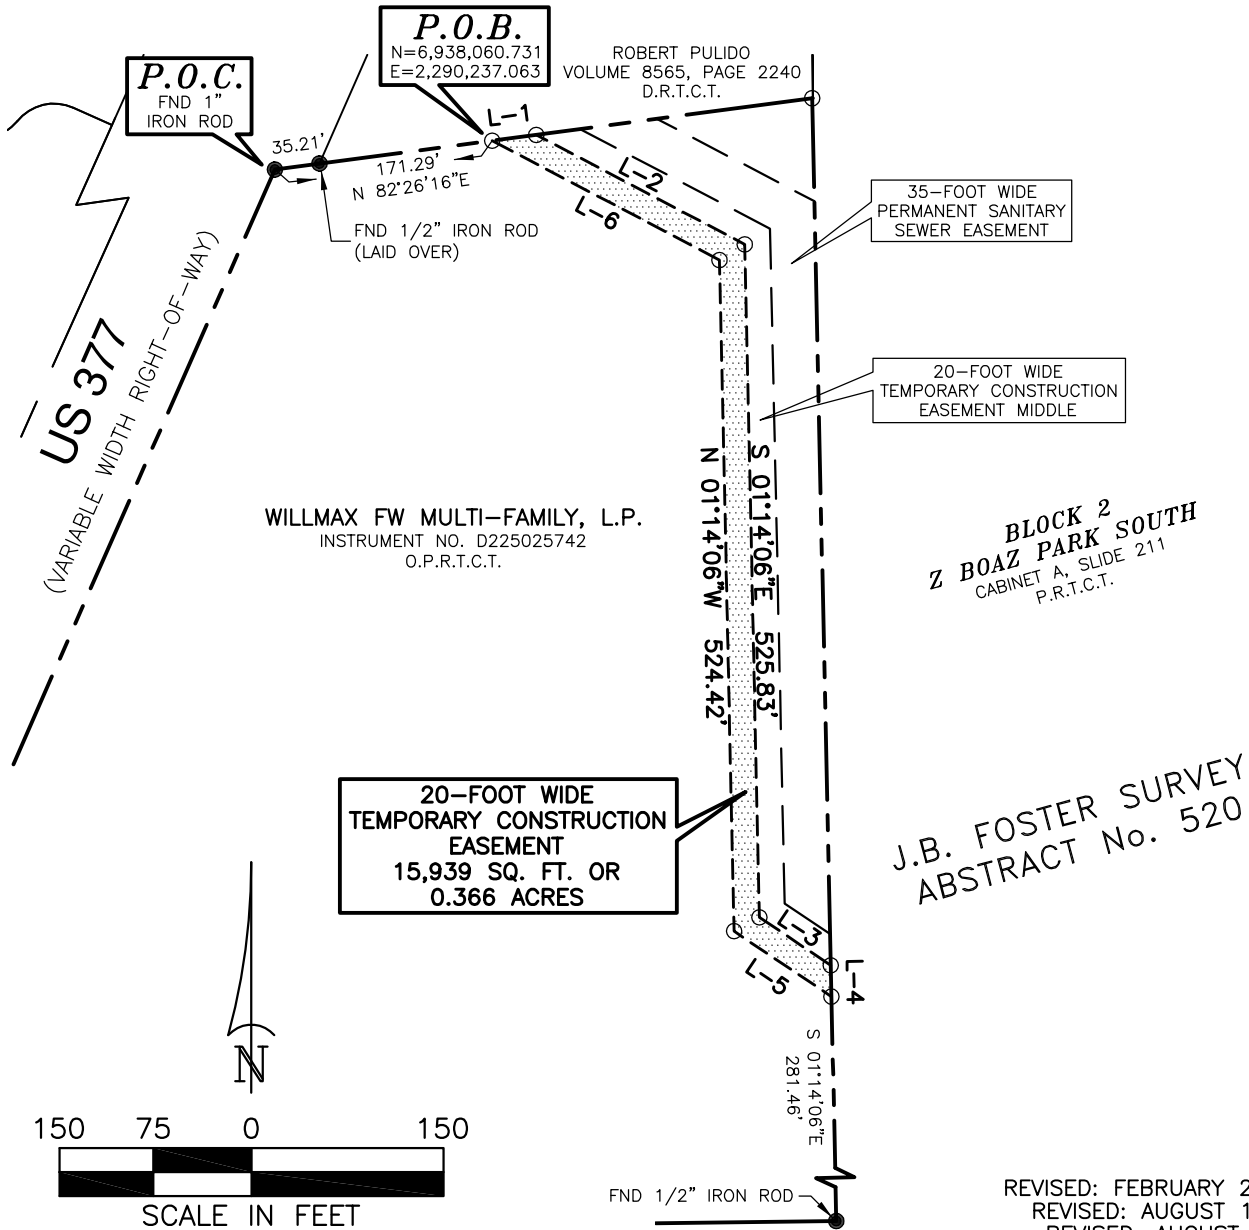 P.O.B.
N=6,938,060.731
E=2,290,237.063
ROBERT PULIDO
VOLUME 8565, PAGE 2240
D.R.T.C.T.
P.O.C.
FND 1"
IRON ROD
L-1
35.21'
171.29'
N 82°26'16"E
L-2
L-6
FND 1/2" IRON ROD
(LAID OVER)
35-FOOT WIDE
PERMANENT SANITARY
SEWER EASEMENT
US 377
(VARIABLE WIDTH RIGHT-OF-WAY)
20-FOOT WIDE
TEMPORARY CONSTRUCTION
EASEMENT MIDDLE
N 01°14'06"W 524.42'
S 01°14'06"E 525.83'
WILLMAX FW MULTI-FAMILY, L.P.
INSTRUMENT NO. D225025742
O.P.R.T.C.T.
BLOCK 2
Z BOAZ PARK SOUTH
CABINET A, SLIDE 211
P.R.T.C.T.
20-FOOT WIDE
TEMPORARY CONSTRUCTION
EASEMENT
15,939 SQ. FT. OR
0.366 ACRES
J.B. FOSTER SURVEY
ABSTRACT No. 520
L-3
L-4
L-5
S 01°14'06"E
281.46'
N
150 75 0 150
SCALE IN FEET
FND 1/2" IRON ROD
REVISED: FEBRUARY 2
REVISED: AUGUST 1
REVISED: AUGUST